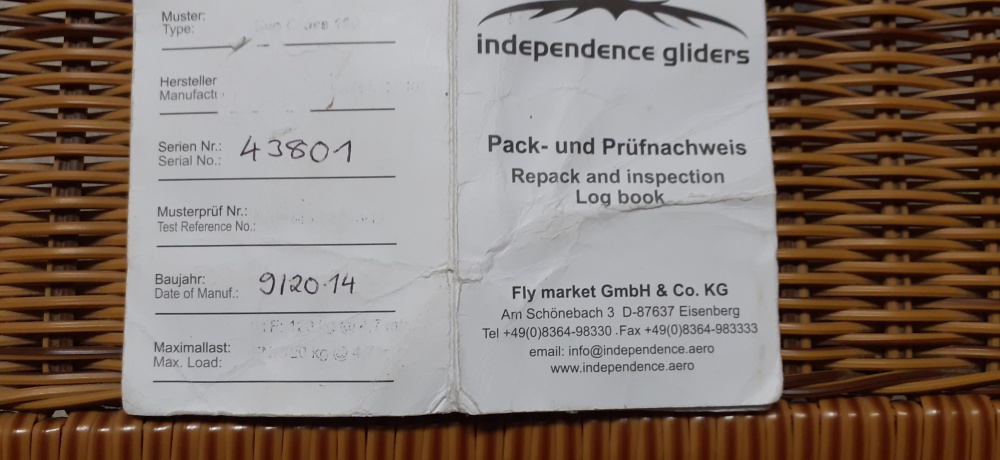 Muster:
Type:
Hersteller
Manufact
Serien Nr.: 43801
Serial No.:
Musterprüf Nr.:
Test Reference No.:
Baujahr: 9/20.14
Date of Manuf.:
Maximallast:
Max. Load: kg @
independence gliders
Pack- und Prüfnachweis
Repack and inspection
Log book
Fly market GmbH & Co. KG
Am Schönebach 3 D-87637 Eisenberg
Tel +49(0)8364-98330 .Fax +49(0)8364-983333
email: info@independence.aero
www.independence.aero